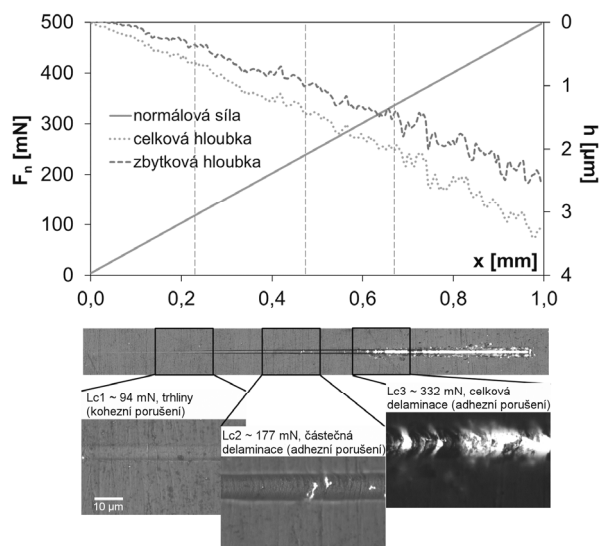 500
400
300
200
100
0
Fn [mN]
normálová síla
celková hloubka
zbytková hloubka
0
1
2
3
4
h [µm]
x [mm]
0,0
0,2
0,4
0,6
0,8
1,0
Lc1 ~ 94 mN, trhliny
(kohezní porušení)
Lc2 ~ 177 mN, částečná
delaminace (adhezní porušení)
Lc3 ~ 332 mN, celková
delaminace (adhezní porušení)
10 µm